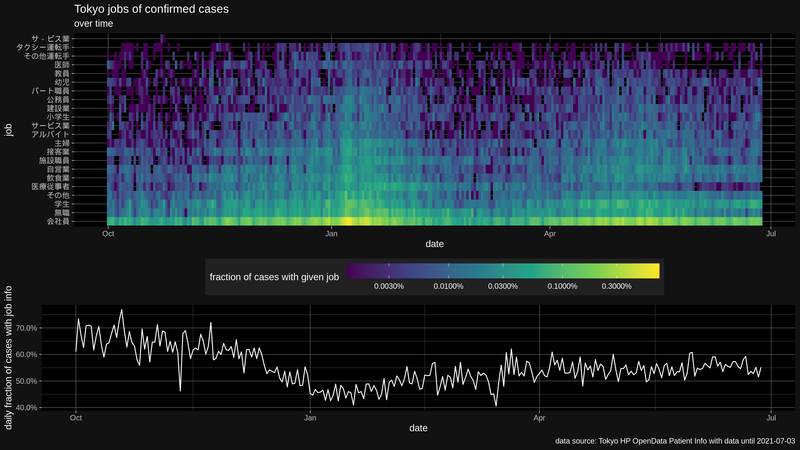 Tokyo jobs of confirmed cases
over time
job
サ - ビス業
タクシー運転手
その他運転手
医師
教員
幼児
パート職員
公務員
建設業
小学生
サービス業
アルバイト
主婦
接客業
施設職員
自営業
飲食業
医療従事者
その他
学生
無職
会社員
Oct
Jan
Apr
Jul
date
fraction of cases with given job
0.0030%
0.0100%
0.0300%
0.1000%
0.3000%
daily fraction of cases with job info
70.0%
60.0%
50.0%
40.0%
Oct
Jan
Apr
Jul
date
data source: Tokyo HP OpenData Patient Info with data until 2021-07-03